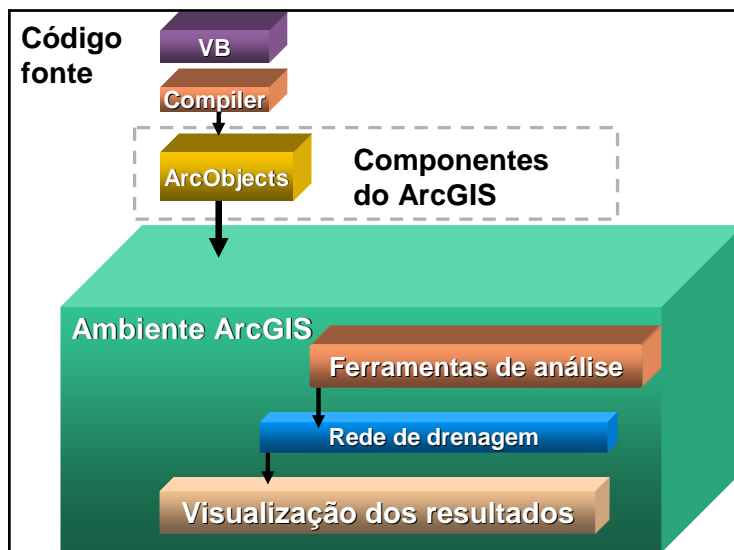 Código
fonte
VB
Compiler
ArcObjects
Componentes
do ArcGIS
Ambiente ArcGIS
Ferramentas de análise
Rede de drenagem
Visualização dos resultados